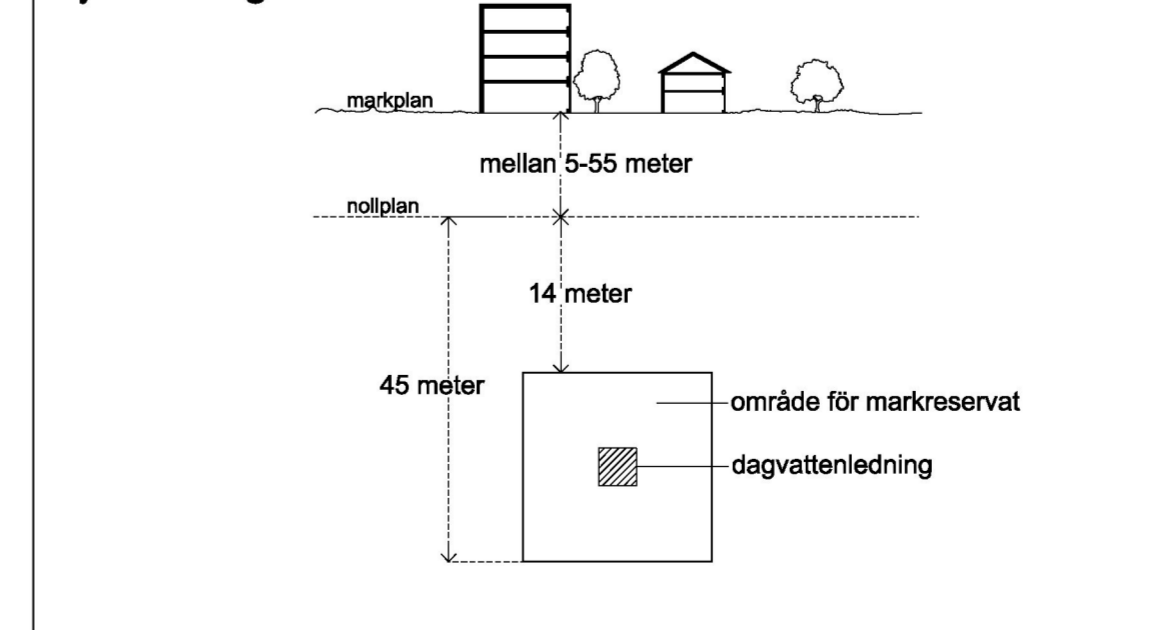 markplan
mellan 5-55 meter
nollplan
14 meter
45 meter
område för markreservat
dagvattenledning